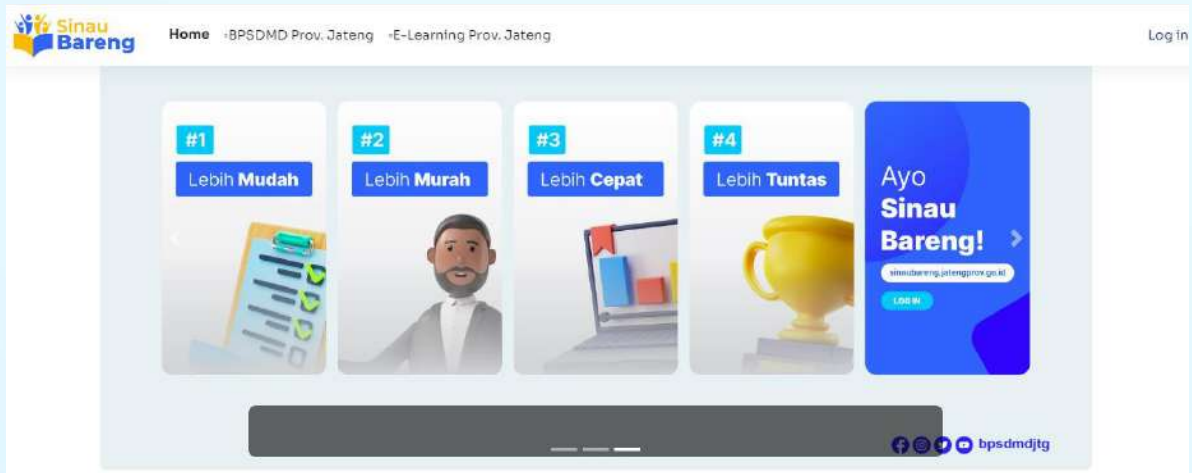 Sinau
Bareng
Home
BPSDMD Prov. Jateng
E-Learning Prov. Jateng
Log in
#1
Lebih Mudah
#2
Lebih Murah
#3
Lebih Cepat
#4
Lebih Tuntas
Ayo
Sinau
Bareng!
sinaubareng.jatengprov.go.id
LOG IN
bpsdmdjtg